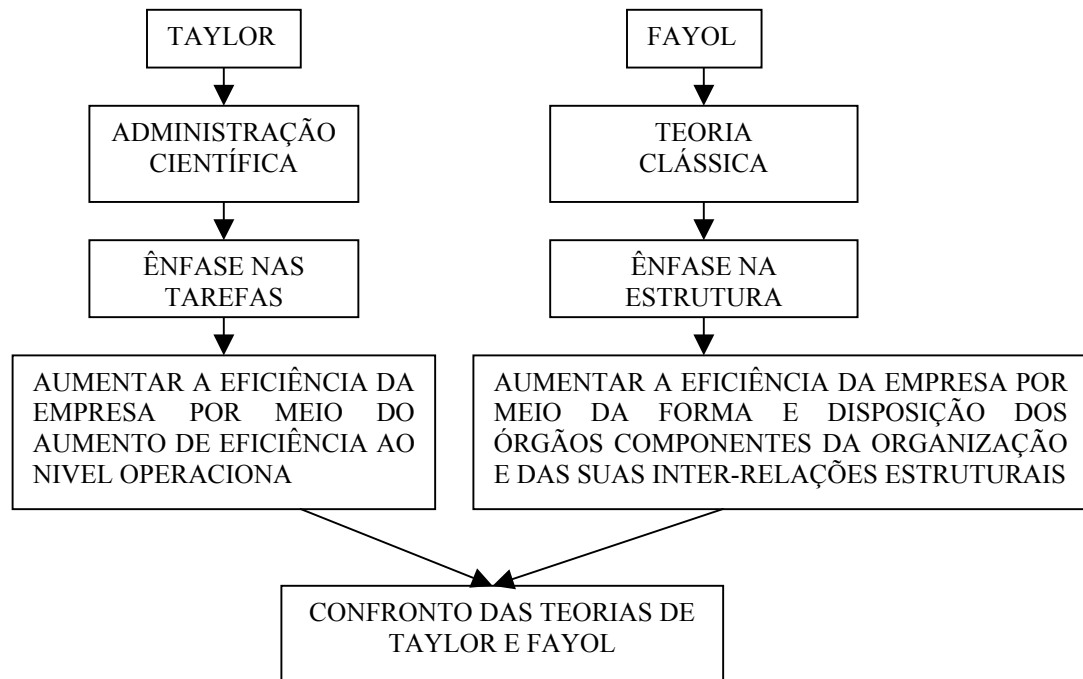 TAYLOR
FAYOL
ADMINISTRAÇÃO
CIENTÍFICA
TEORIA
CLÁSSICA
ÊNFASE NAS
TAREFAS
ÊNFASE NA
ESTRUTURA
AUMENTAR A EFICIÊNCIA DA
EMPRESA POR MEIO DO
AUMENTO DE EFICIÊNCIA AO
NIVEL OPERACIONA
AUMENTAR A EFICIÊNCIA DA EMPRESA POR
MEIO DA FORMA E DISPOSIÇÃO DOS
ÓRGÃOS COMPONENTES DA ORGANIZAÇÃO
E DAS SUAS INTER-RELAÇÕES ESTRUTURAIS
CONFRONTO DAS TEORIAS DE
TAYLOR E FAYOL